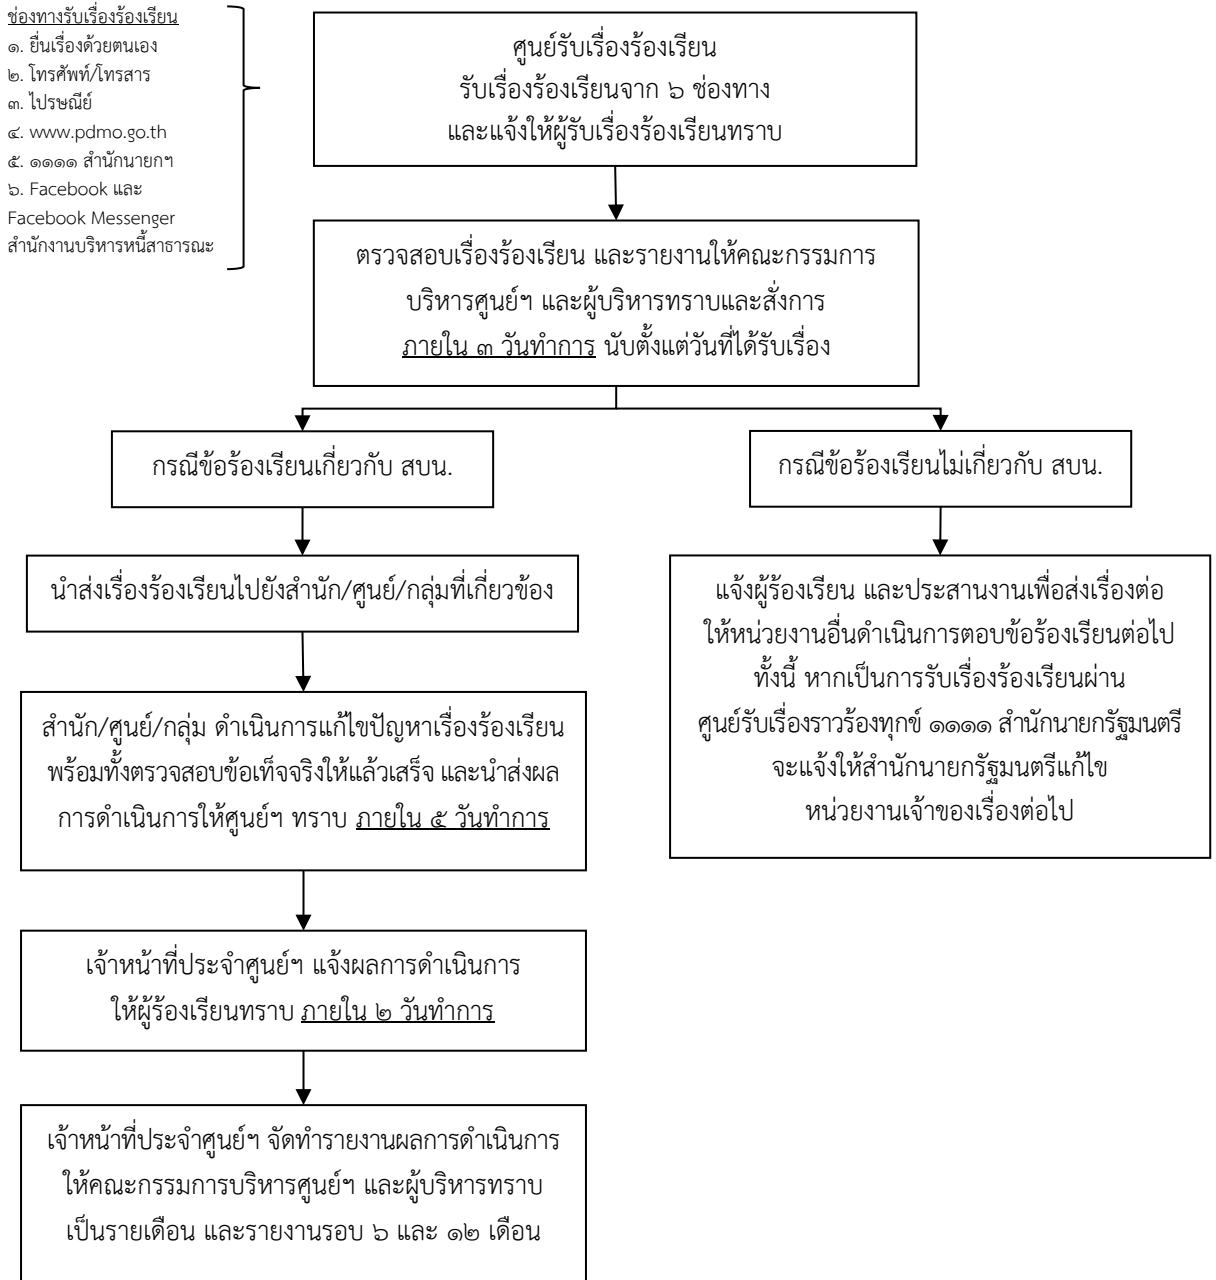 ช่องทางรับเรื่องร้องเรียน
๑. ยื่นเรื่องด้วยตนเอง
๒. โทรศัพท์/โทรสาร
๓. ไปรษณีย์
๔. www.pdmo.go.th
๕. ๑๑๑๑ สำนักนายกฯ
๖. Facebook และ
Facebook Messenger
สำนักงานบริหารหนี้สาธารณะ
ศูนย์รับเรื่องร้องเรียน
รับเรื่องร้องเรียนจาก ๖ ช่องทาง
และแจ้งให้ผู้รับเรื่องร้องเรียนทราบ
ตรวจสอบเรื่องร้องเรียน และรายงานให้คณะกรรมการ
บริหารศูนย์ฯ และผู้บริหารทราบและสั่งการ
ภายใน ๓ วันทำการ นับตั้งแต่วันที่ได้รับเรื่อง
กรณีข้อร้องเรียนเกี่ยวกับ สบน.
นำส่งเรื่องร้องเรียนไปยังสำนัก/ศูนย์/กลุ่มที่เกี่ยวข้อง
สำนัก/ศูนย์/กลุ่ม ดำเนินการแก้ไขปัญหาเรื่องร้องเรียน
พร้อมทั้งตรวจสอบข้อเท็จจริงให้แล้วเสร็จ และนำส่งผล
การดำเนินการให้ศูนย์ฯ ทราบ ภายใน ๕ วันทำการ
เจ้าหน้าที่ประจำศูนย์ฯ แจ้งผลการดำเนินการ
ให้ผู้ร้องเรียนทราบ ภายใน ๒ วันทำการ
เจ้าหน้าที่ประจำศูนย์ฯ จัดทำรายงานผลการดำเนินการ
ให้คณะกรรมการบริหารศูนย์ฯ และผู้บริหารทราบ
เป็นรายเดือน และรายงานรอบ ๖ และ ๑๒ เดือน
กรณีข้อร้องเรียนไม่เกี่ยวกับ สบน.
แจ้งผู้ร้องเรียน และประสานงานเพื่อส่งเรื่องต่อ
ให้หน่วยงานอื่นดำเนินการตอบข้อร้องเรียนต่อไป
ทั้งนี้ หากเป็นการรับเรื่องร้องเรียนผ่าน
ศูนย์รับเรื่องราวร้องทุกข์ ๑๑๑๑ สำนักนายกรัฐมนตรี
จะแจ้งให้สำนักนายกรัฐมนตรีแก้ไข
หน่วยงานเจ้าของเรื่องต่อไป